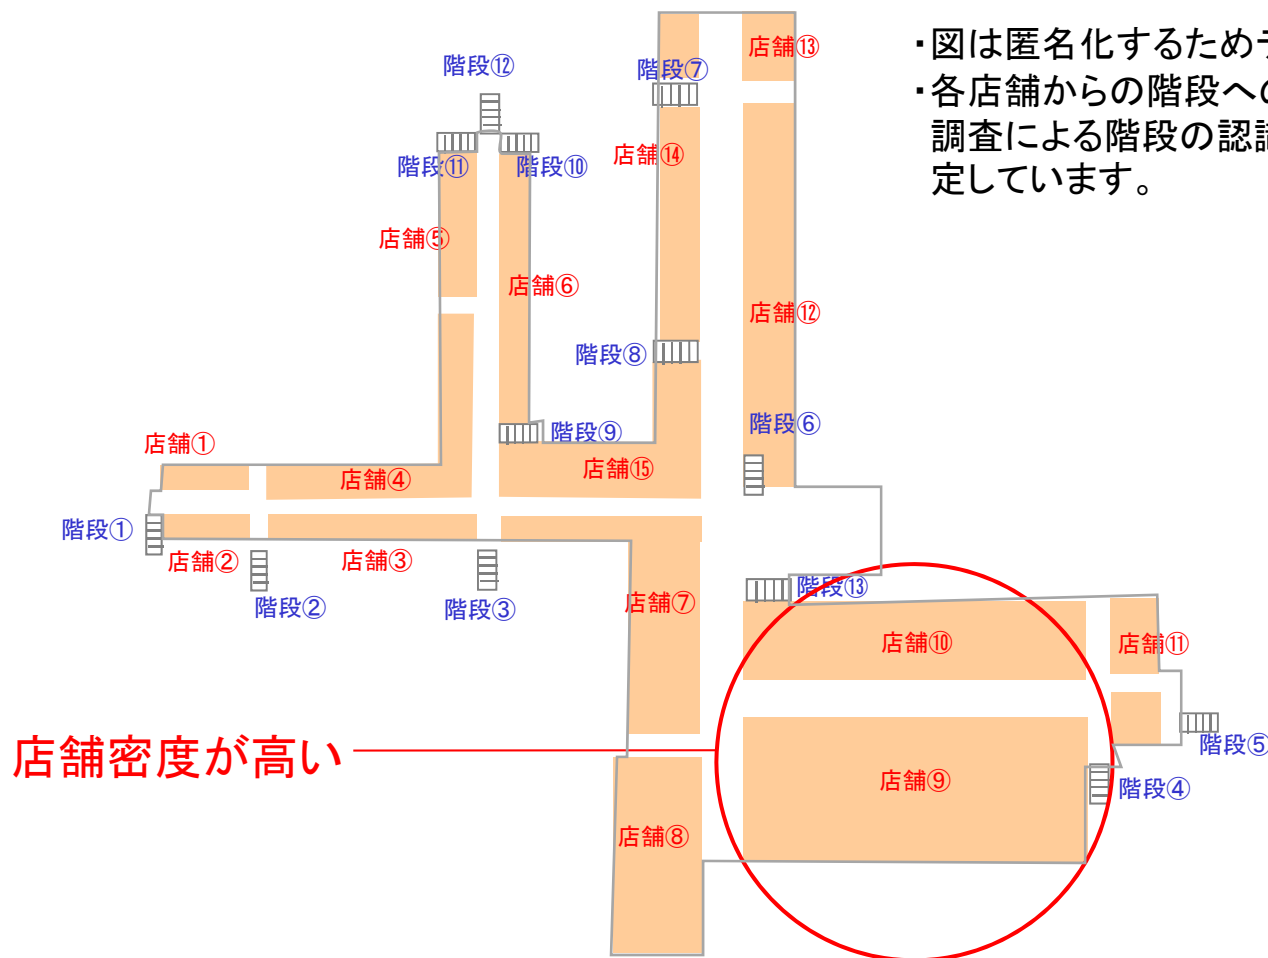 ・図は匿名化するため
・各店舗からの階段への
調査による階段の認
定しています。
階段⑫
階段⑦
店舗⑬
階段⑪
階段⑩
店舗⑭
店舗⑤
店舗⑥
店舗⑫
階段⑧
階段⑥
階段⑨
店舗①
店舗④
店舗⑮
階段①
店舗②
店舗③
階段②
階段③
店舗⑦
階段⑬
店舗⑩
店舗⑪
店舗密度が高い
階段⑤
店舗⑨
階段④
店舗⑧